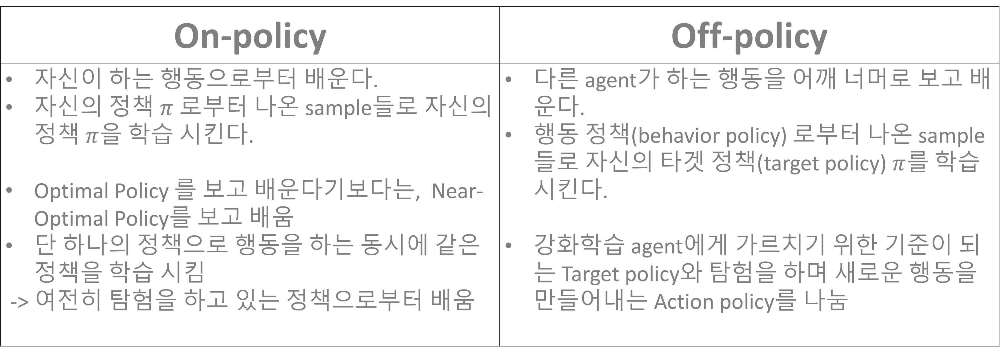 On-policy
Off-policy
• 자신이 하는 행동으로부터 배운다.
• 자신의 정책 π 로부터 나온 sample들로 자신의
정책 π을 학습 시킨다.
• Optimal Policy 를 보고 배운다기보다는, Near-
Optimal Policy를 보고 배움
• 단 하나의 정책으로 행동을 하는 동시에 같은
정책을 학습 시킴
-> 여전히 탐험을 하고 있는 정책으로부터 배움
• 다른 agent가 하는 행동을 어깨 너머로 보고 배
운다.
• 행동 정책(behavior policy) 로부터 나온 sample
들로 자신의 타겟 정책(target policy) π를 학습
시킨다.
• 강화학습 agent에게 가르치기 위한 기준이 되
는 Target policy와 탐험을 하며 새로운 행동을
만들어내는 Action policy를 나눔